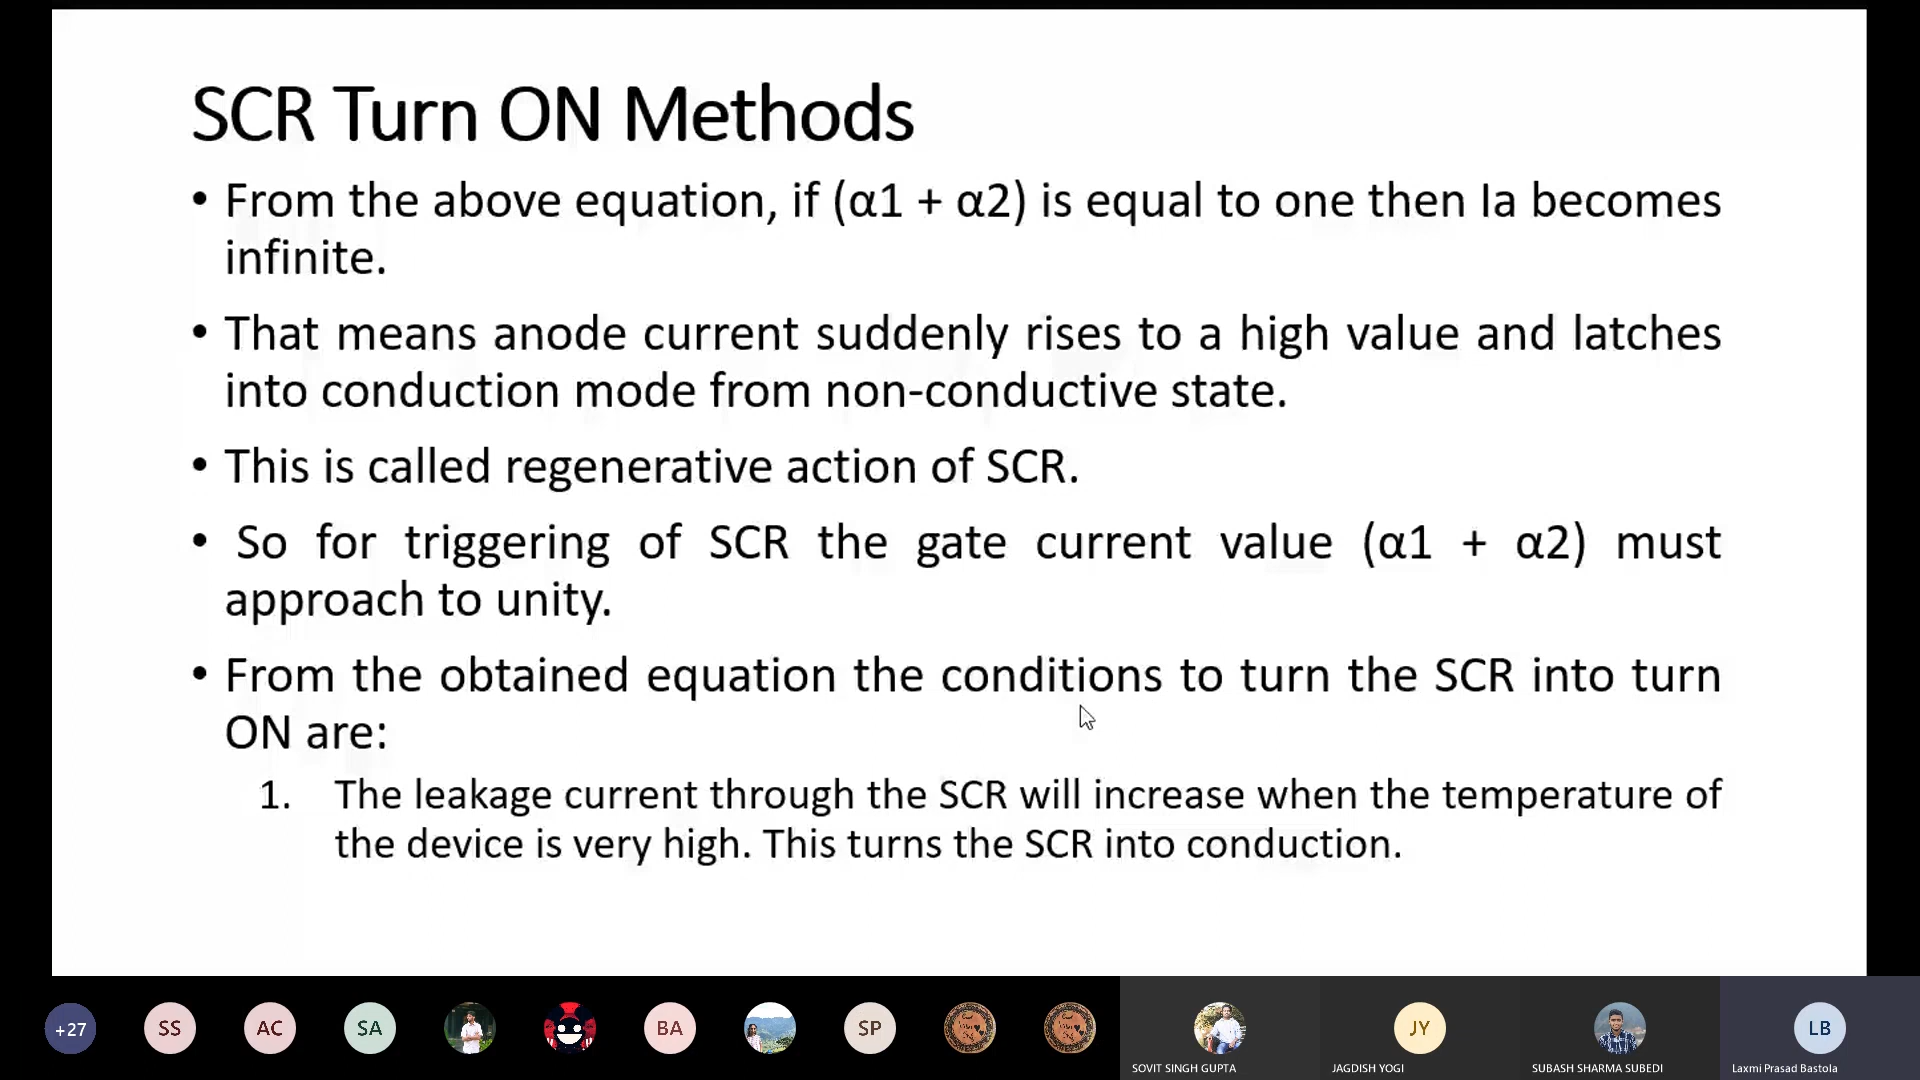 SCR Turn ON Methods
• From the above equation, if (α1 + α2) is equal to one then Ia becomes
infinite.
• That means anode current suddenly rises to a high value and latches
into conduction mode from non-conductive state.
• This is called regenerative action of SCR.
• So for triggering of SCR the gate current value (α1 + α2) must
approach to unity.
• From the obtained equation the conditions to turn the SCR into turn
ON are:
1. The leakage current through the SCR will increase when the temperature of
the device is very high. This turns the SCR into conduction.
+27
SS
AC
SA
BA
SP
JY
LB
SOVIT SINGH GUPTA
JAGDISH YOGI
SUBASH SHARMA SUBEDI
Laxmi Prasad Bastola